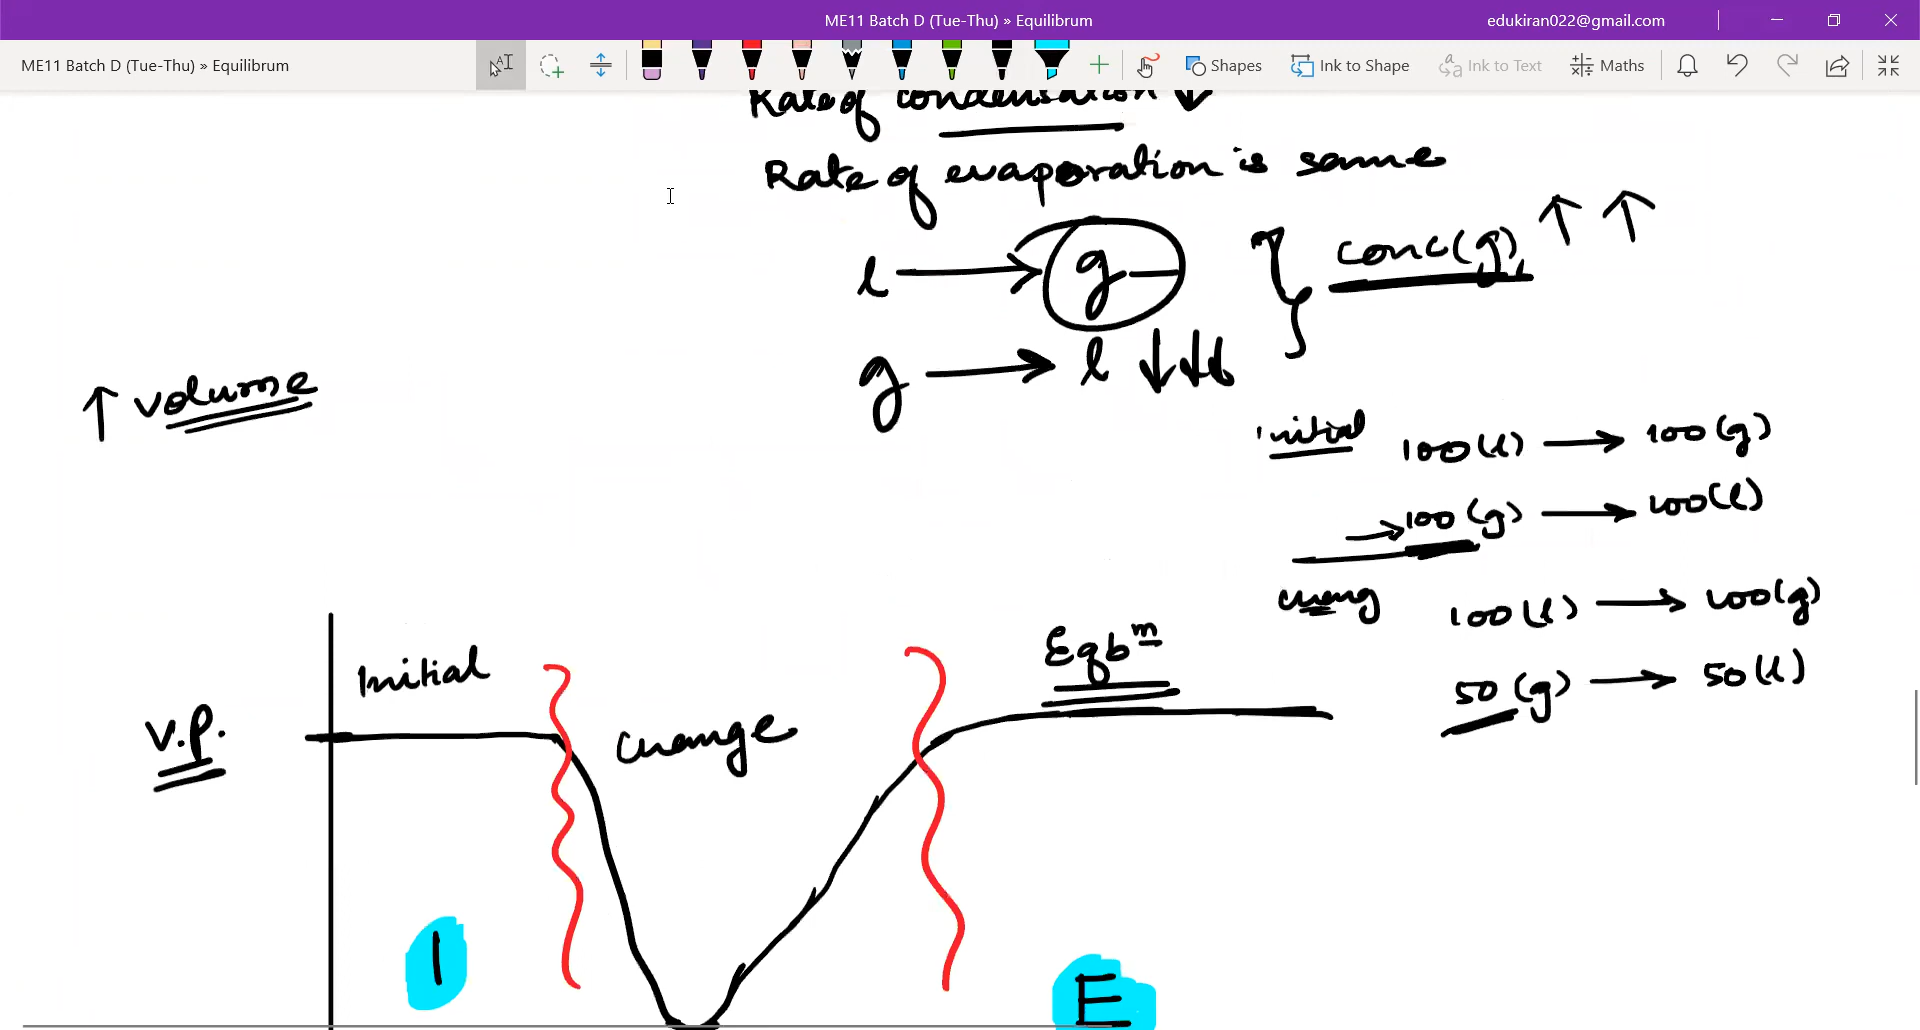 ME11 Batch D (Tue-Thu) » Equilibrum
edukiran022@gmail.com
ME11 Batch D (Tue-Thu) » Equilibrum
Shapes
Ink to Shape
Ink to Text
Maths
Rate of condensation ↓
Rate of evaporation is same
l → g
conc(g) ↑ ↑
g → l ↓↓↓
↑ volume
Initial 100(l) → 100(g)
→ 100(g) → 100(l)
chang 100(l) → 100(g)
50(g) → 50(l)
Initial
change
Eqbᵐ
V.P.
I
E